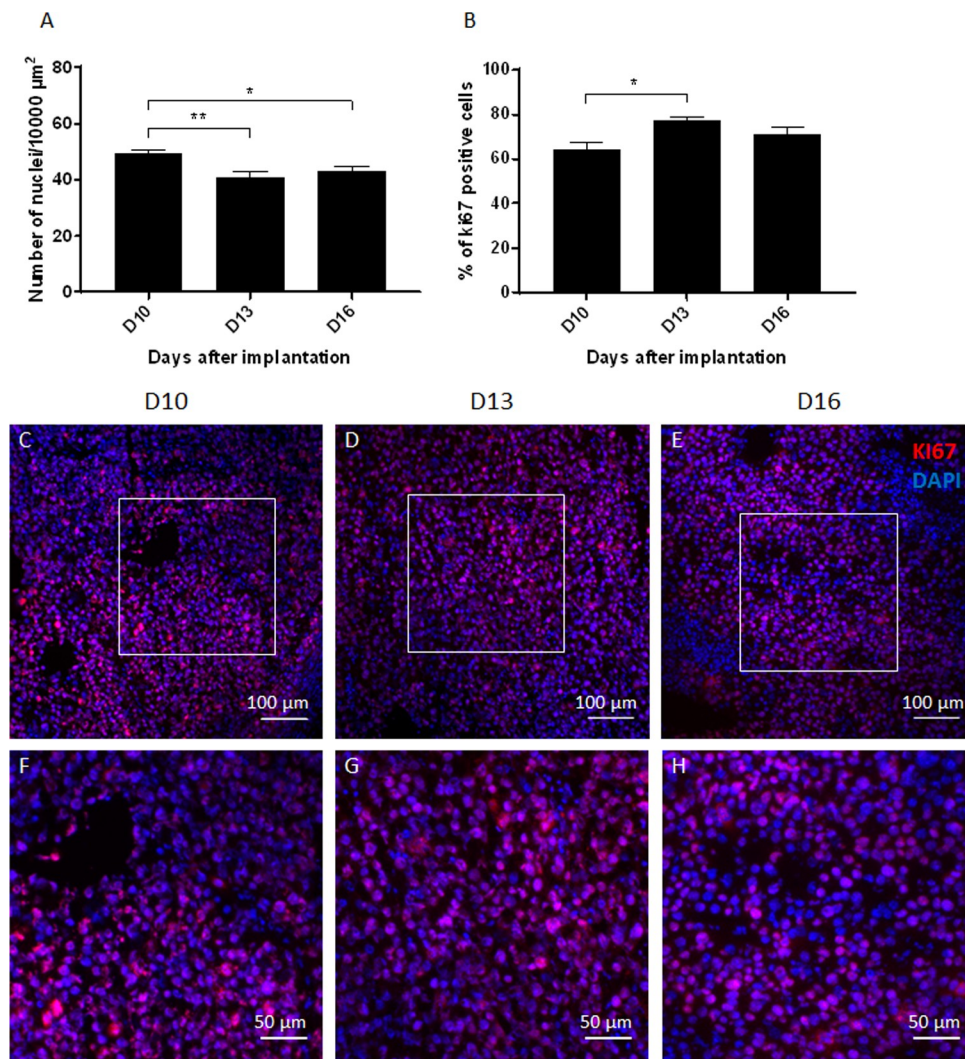 A
B
Number of nuclei/10000 µm²
80
60
40
20
0
*
**
D10
D13
D16
Days after implantation
% of ki67 positive cells
100
80
60
40
20
0
*
D10
D13
D16
Days after implantation
D10
D13
D16
C
100 µm
D
100 µm
E
KI67
DAPI
100 µm
F
50 µm
G
50 µm
H
50 µm